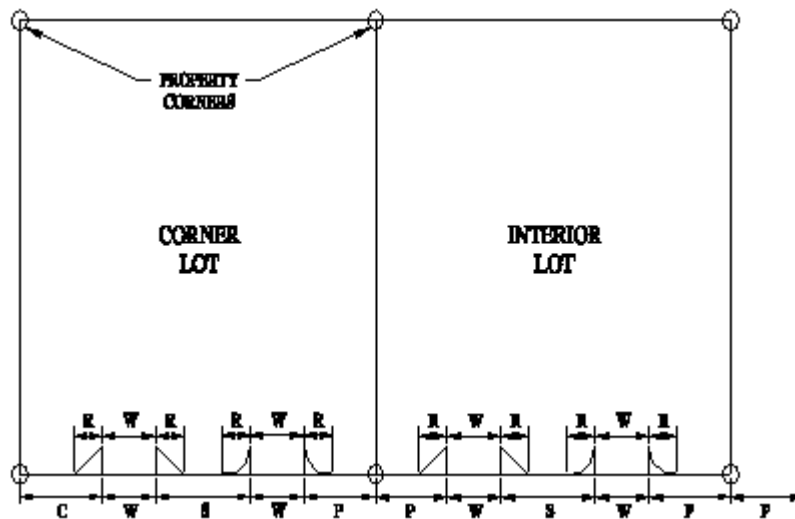 PROPERTY
CORNERS
CORNER
LOT
INTERIOR
LOT
R W R R W R R W R R W R
C W S W P P W S W P P